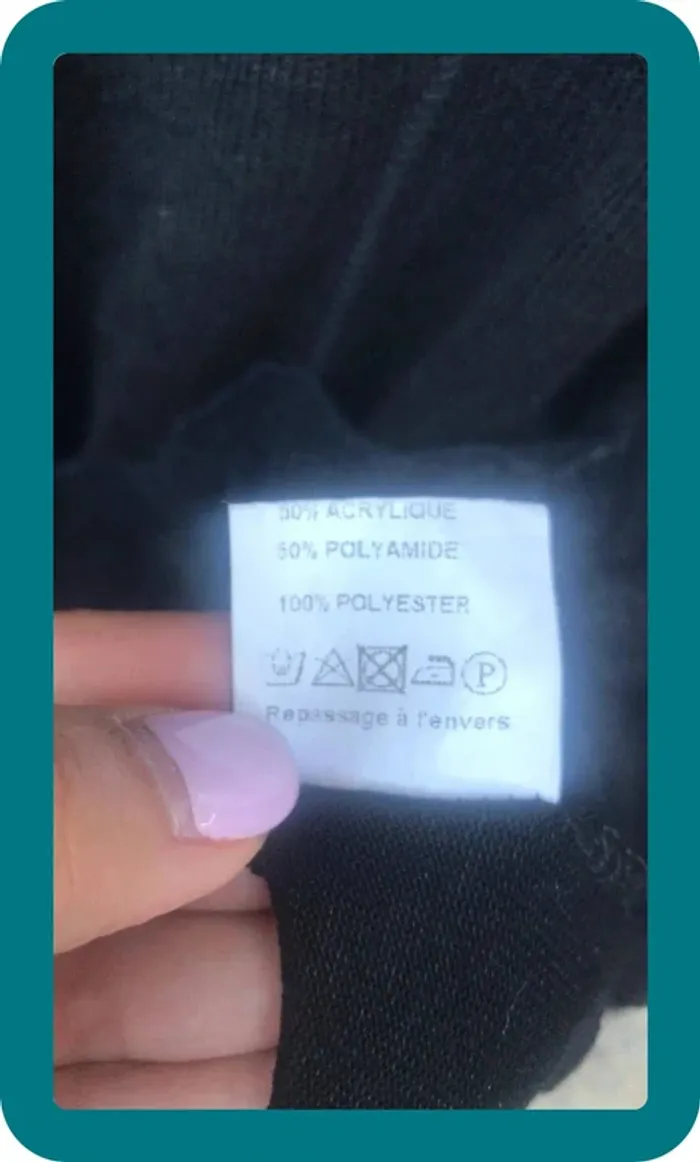 50% ACRYLIQUE
50% POLYAMIDE
100% POLYESTER
P
Repassage à l'envers